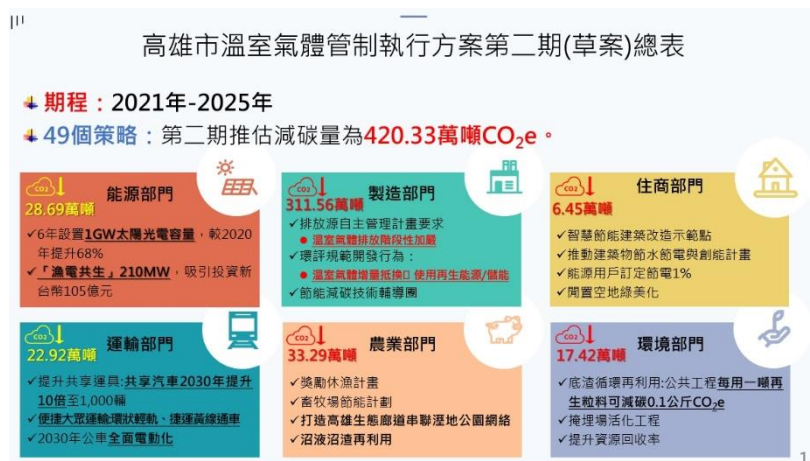 高雄市溫室氣體管制執行方案第二期(草案)總表
期程：2021年-2025年
49個策略：第二期推估減碳量為420.33萬噸CO₂e。
CO2
28.69萬噸
能源部門
✓6年設置1GW太陽光電容量，較2020
年提升68%
✓「漁電共生」210MW，吸引投資新
台幣105億元
CO2
311.56萬噸
製造部門
✓排放源自主管理計畫要求
● 溫室氣體排放階段性加嚴
✓環評規範開發行為：
● 溫室氣體增量抵換□ 使用再生能源/儲能
✓節能減碳技術輔導團
CO2
6.45萬噸
住商部門
✓智慧節能建築改造示範點
✓推動建築物節水節電與創能計畫
✓能源用戶訂定節電1%
✓閒置空地綠美化
CO2
22.92萬噸
運輸部門
✓提升共享運具:共享汽車2030年提升
10倍至1,000輛
✓便捷大眾運輸:環狀輕軌、捷運黃線通車
✓2030年公車全面電動化
CO2
33.29萬噸
農業部門
✓獎勵休漁計畫
✓畜牧場節能計劃
✓打造高雄生態廊道串聯溼地公園網絡
✓沼液沼渣再利用
CO2
17.42萬噸
環境部門
✓底渣循環再利用:公共工程每用一噸再
生粒料可減碳0.1公斤CO₂e
✓掩埋場活化工程
✓提升資源回收率
1